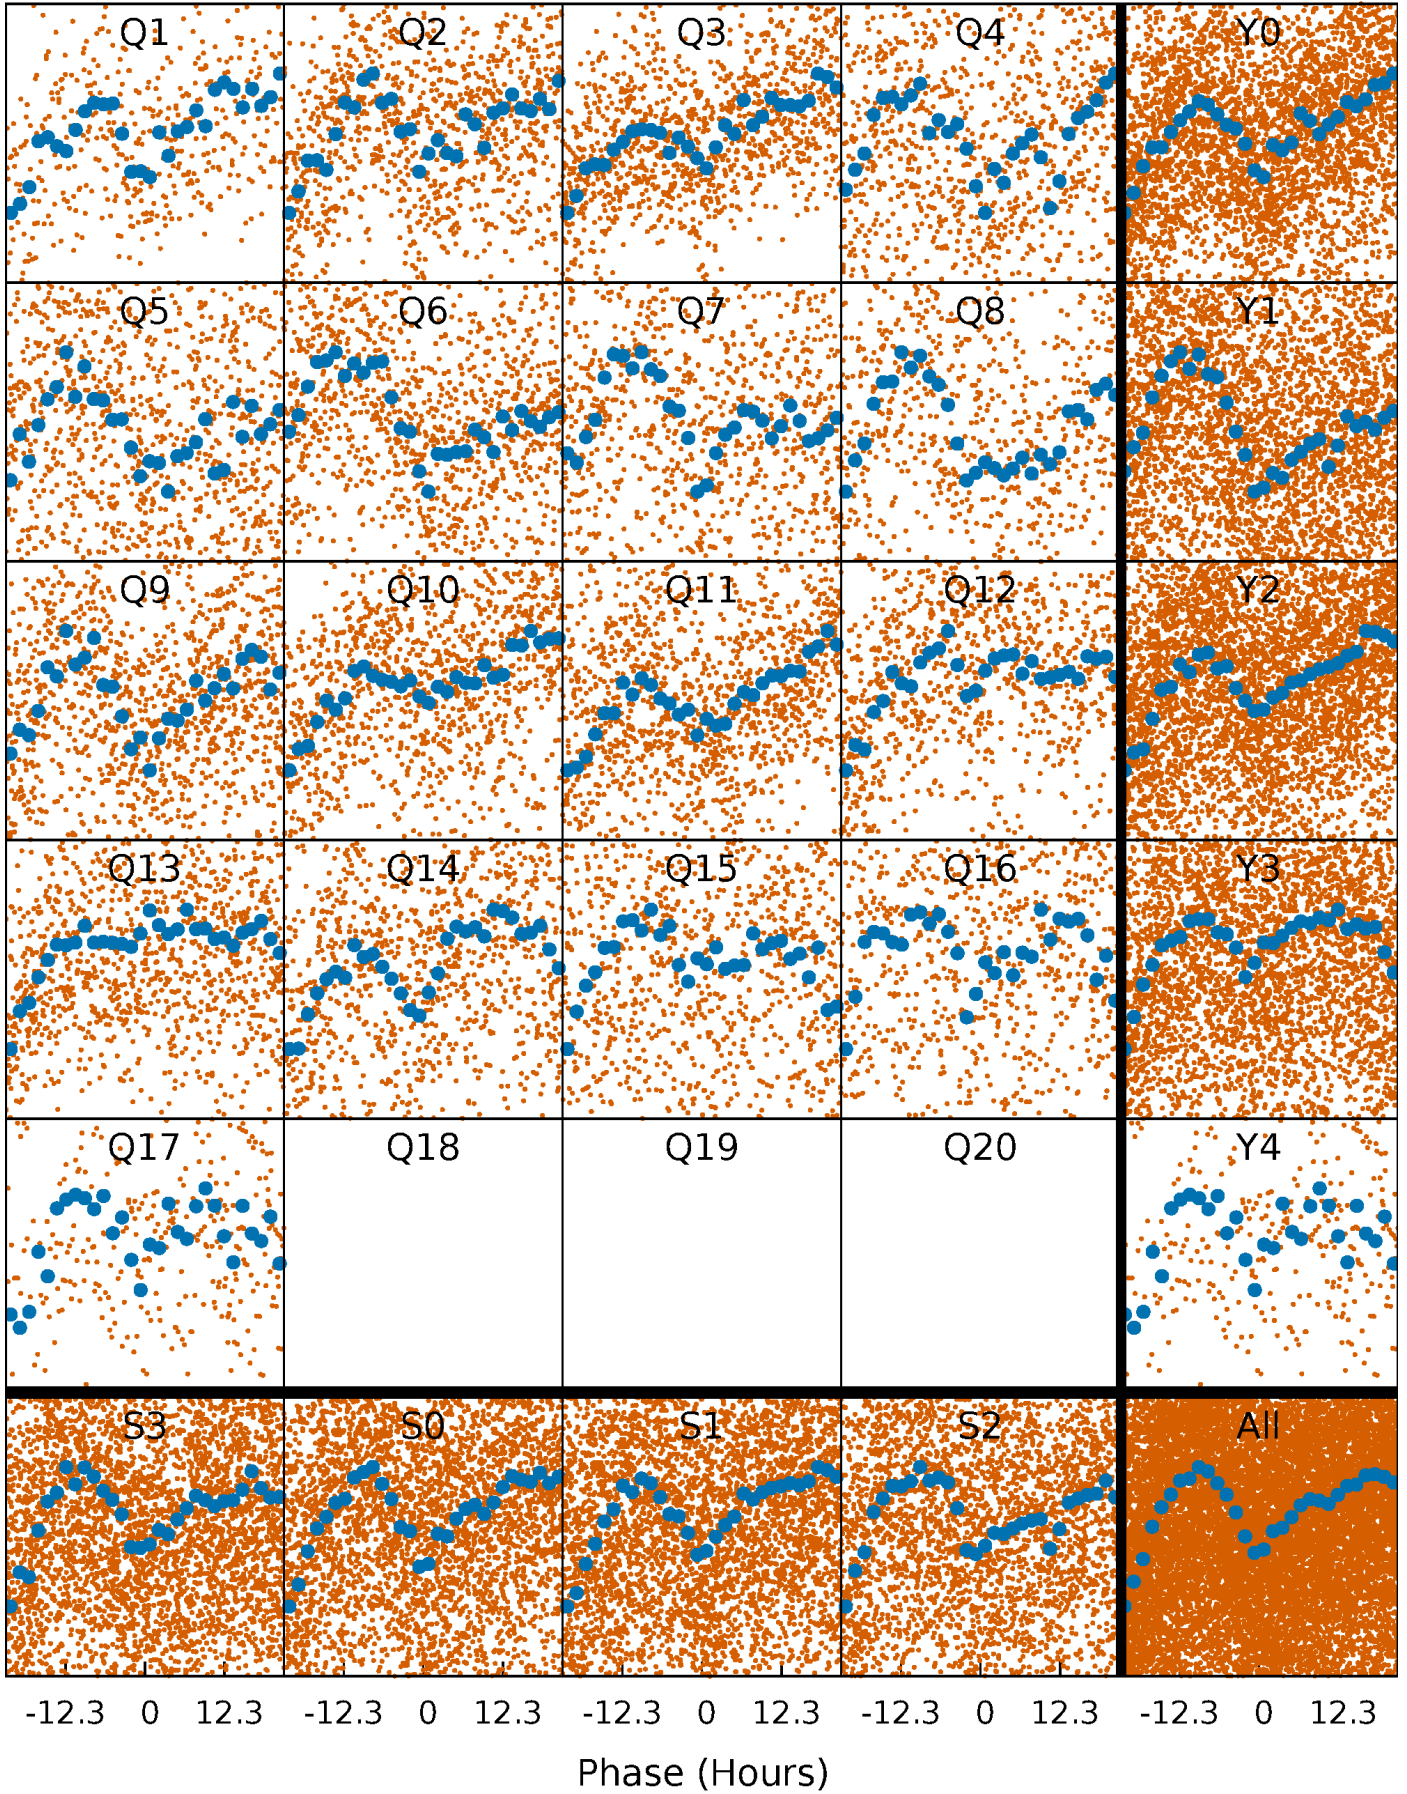 Q1 Q2 Q3 Q4 Y0
Q5 Q6 Q7 Q8 Y1
Q9 Q10 Q11 Q12 Y2
Q13 Q14 Q15 Q16 Y3
Q17 Q18 Q19 Q20 Y4
S3 S0 S1 S2 All
-12.3 0 12.3 -12.3 0 12.3 -12.3 0 12.3 -12.3 0 12.3 -12.3 0 12.3
Phase (Hours)